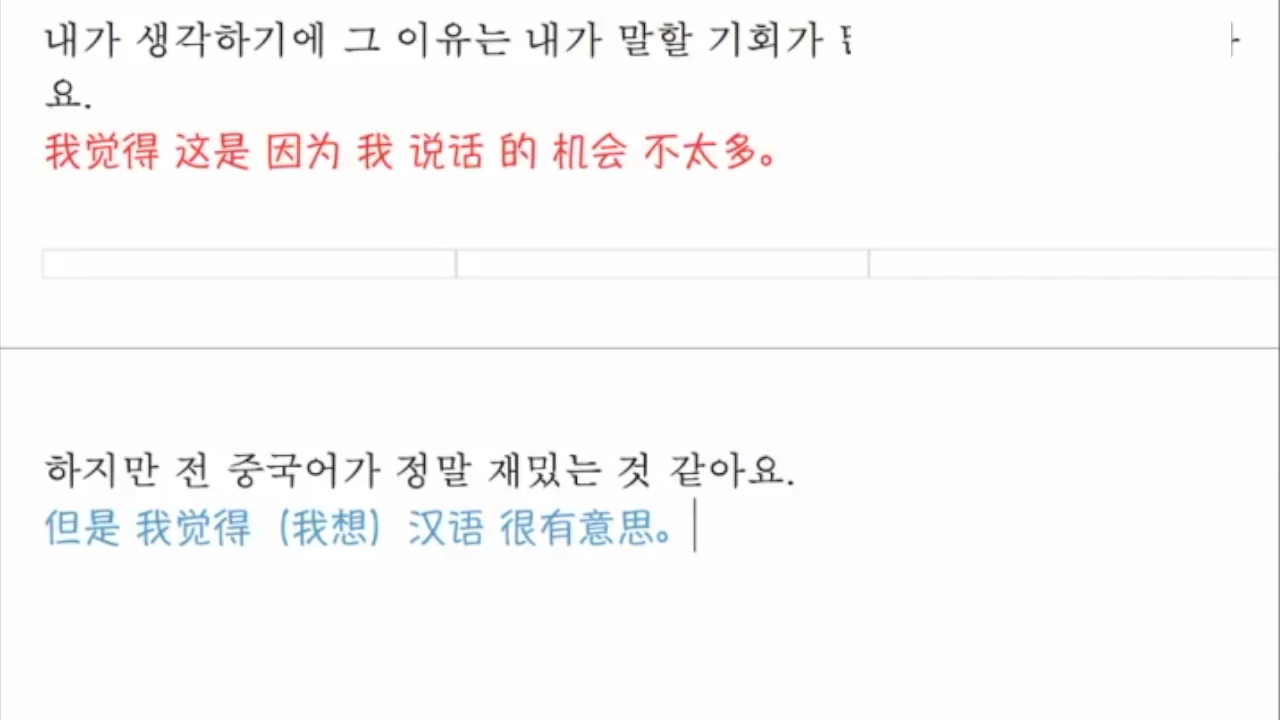 내가 생각하기에 그 이유는 내가 말할 기회가
요.
我觉得 这是 因为 我 说话 的 机会 不太多。
하지만 전 중국어가 정말 재밌는 것 같아요.
但是 我觉得（我想）汉语 很有意思。